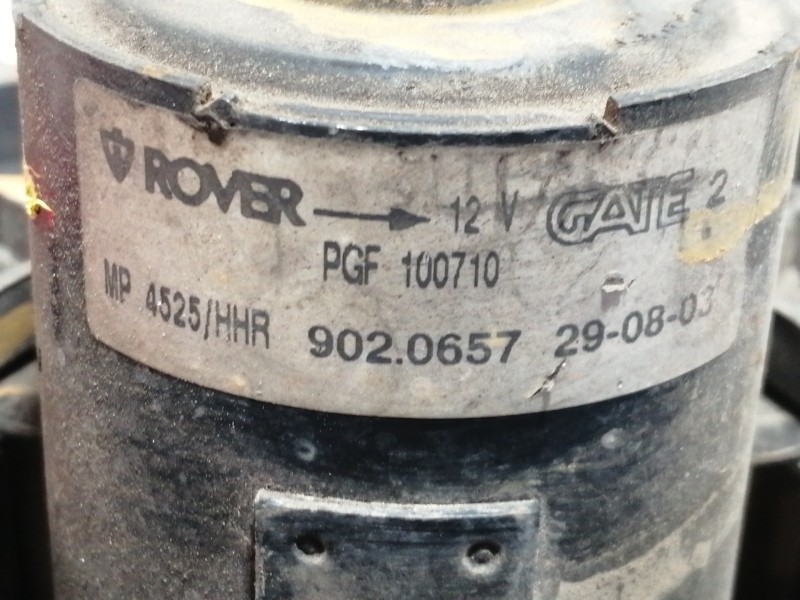 ROVER 12 V GATE 2
PGF 100710
MP 4525/HHR 902.0657 29-08-03